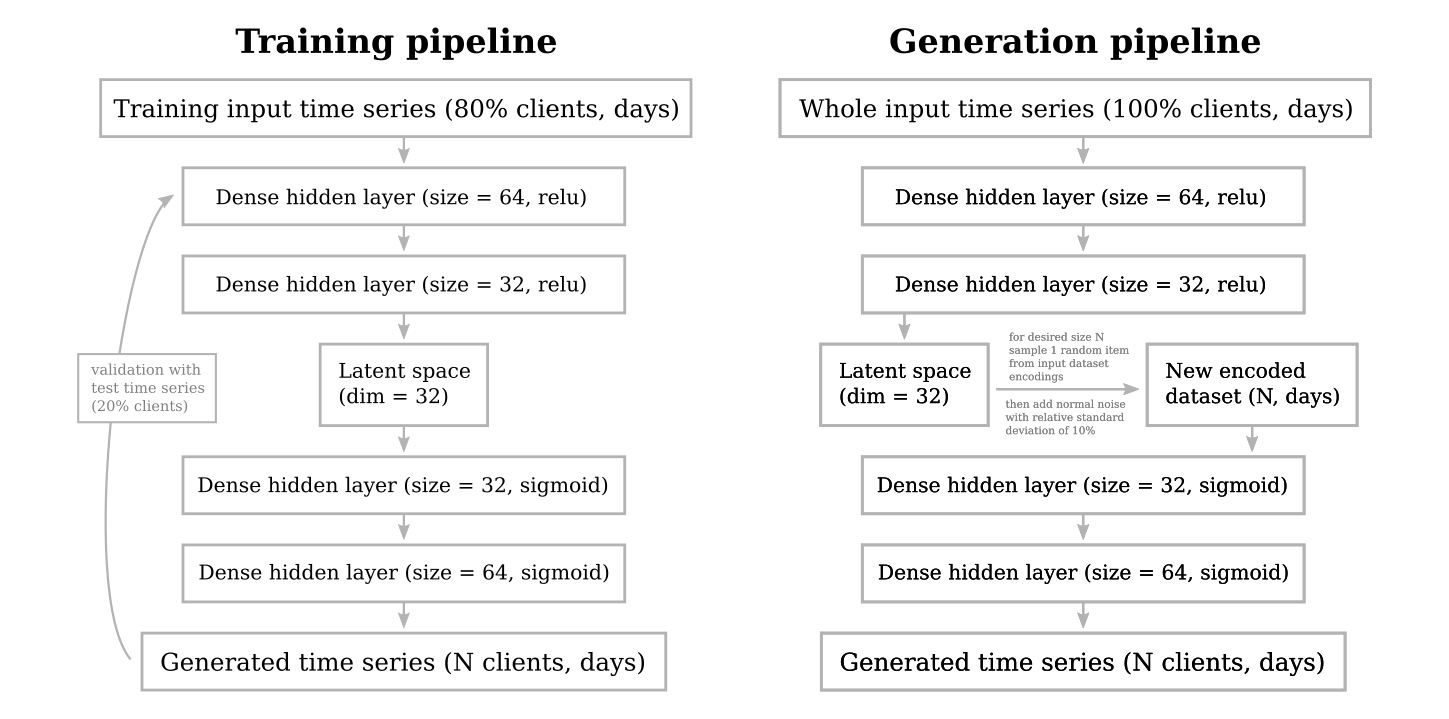 Training pipeline
Training input time series (80% clients, days)
Dense hidden layer (size = 64, relu)
Dense hidden layer (size = 32, relu)
validation with
test time series
(20% clients)
Latent space
(dim = 32)
Dense hidden layer (size = 32, sigmoid)
Dense hidden layer (size = 64, sigmoid)
Generated time series (N clients, days)
Generation pipeline
Whole input time series (100% clients, days)
Dense hidden layer (size = 64, relu)
Dense hidden layer (size = 32, relu)
Latent space
(dim = 32)
for desired size N
sample 1 random item
from input dataset
encodings
then add normal noise
with relative standard
deviation of 10%
New encoded
dataset (N, days)
Dense hidden layer (size = 32, sigmoid)
Dense hidden layer (size = 64, sigmoid)
Generated time series (N clients, days)